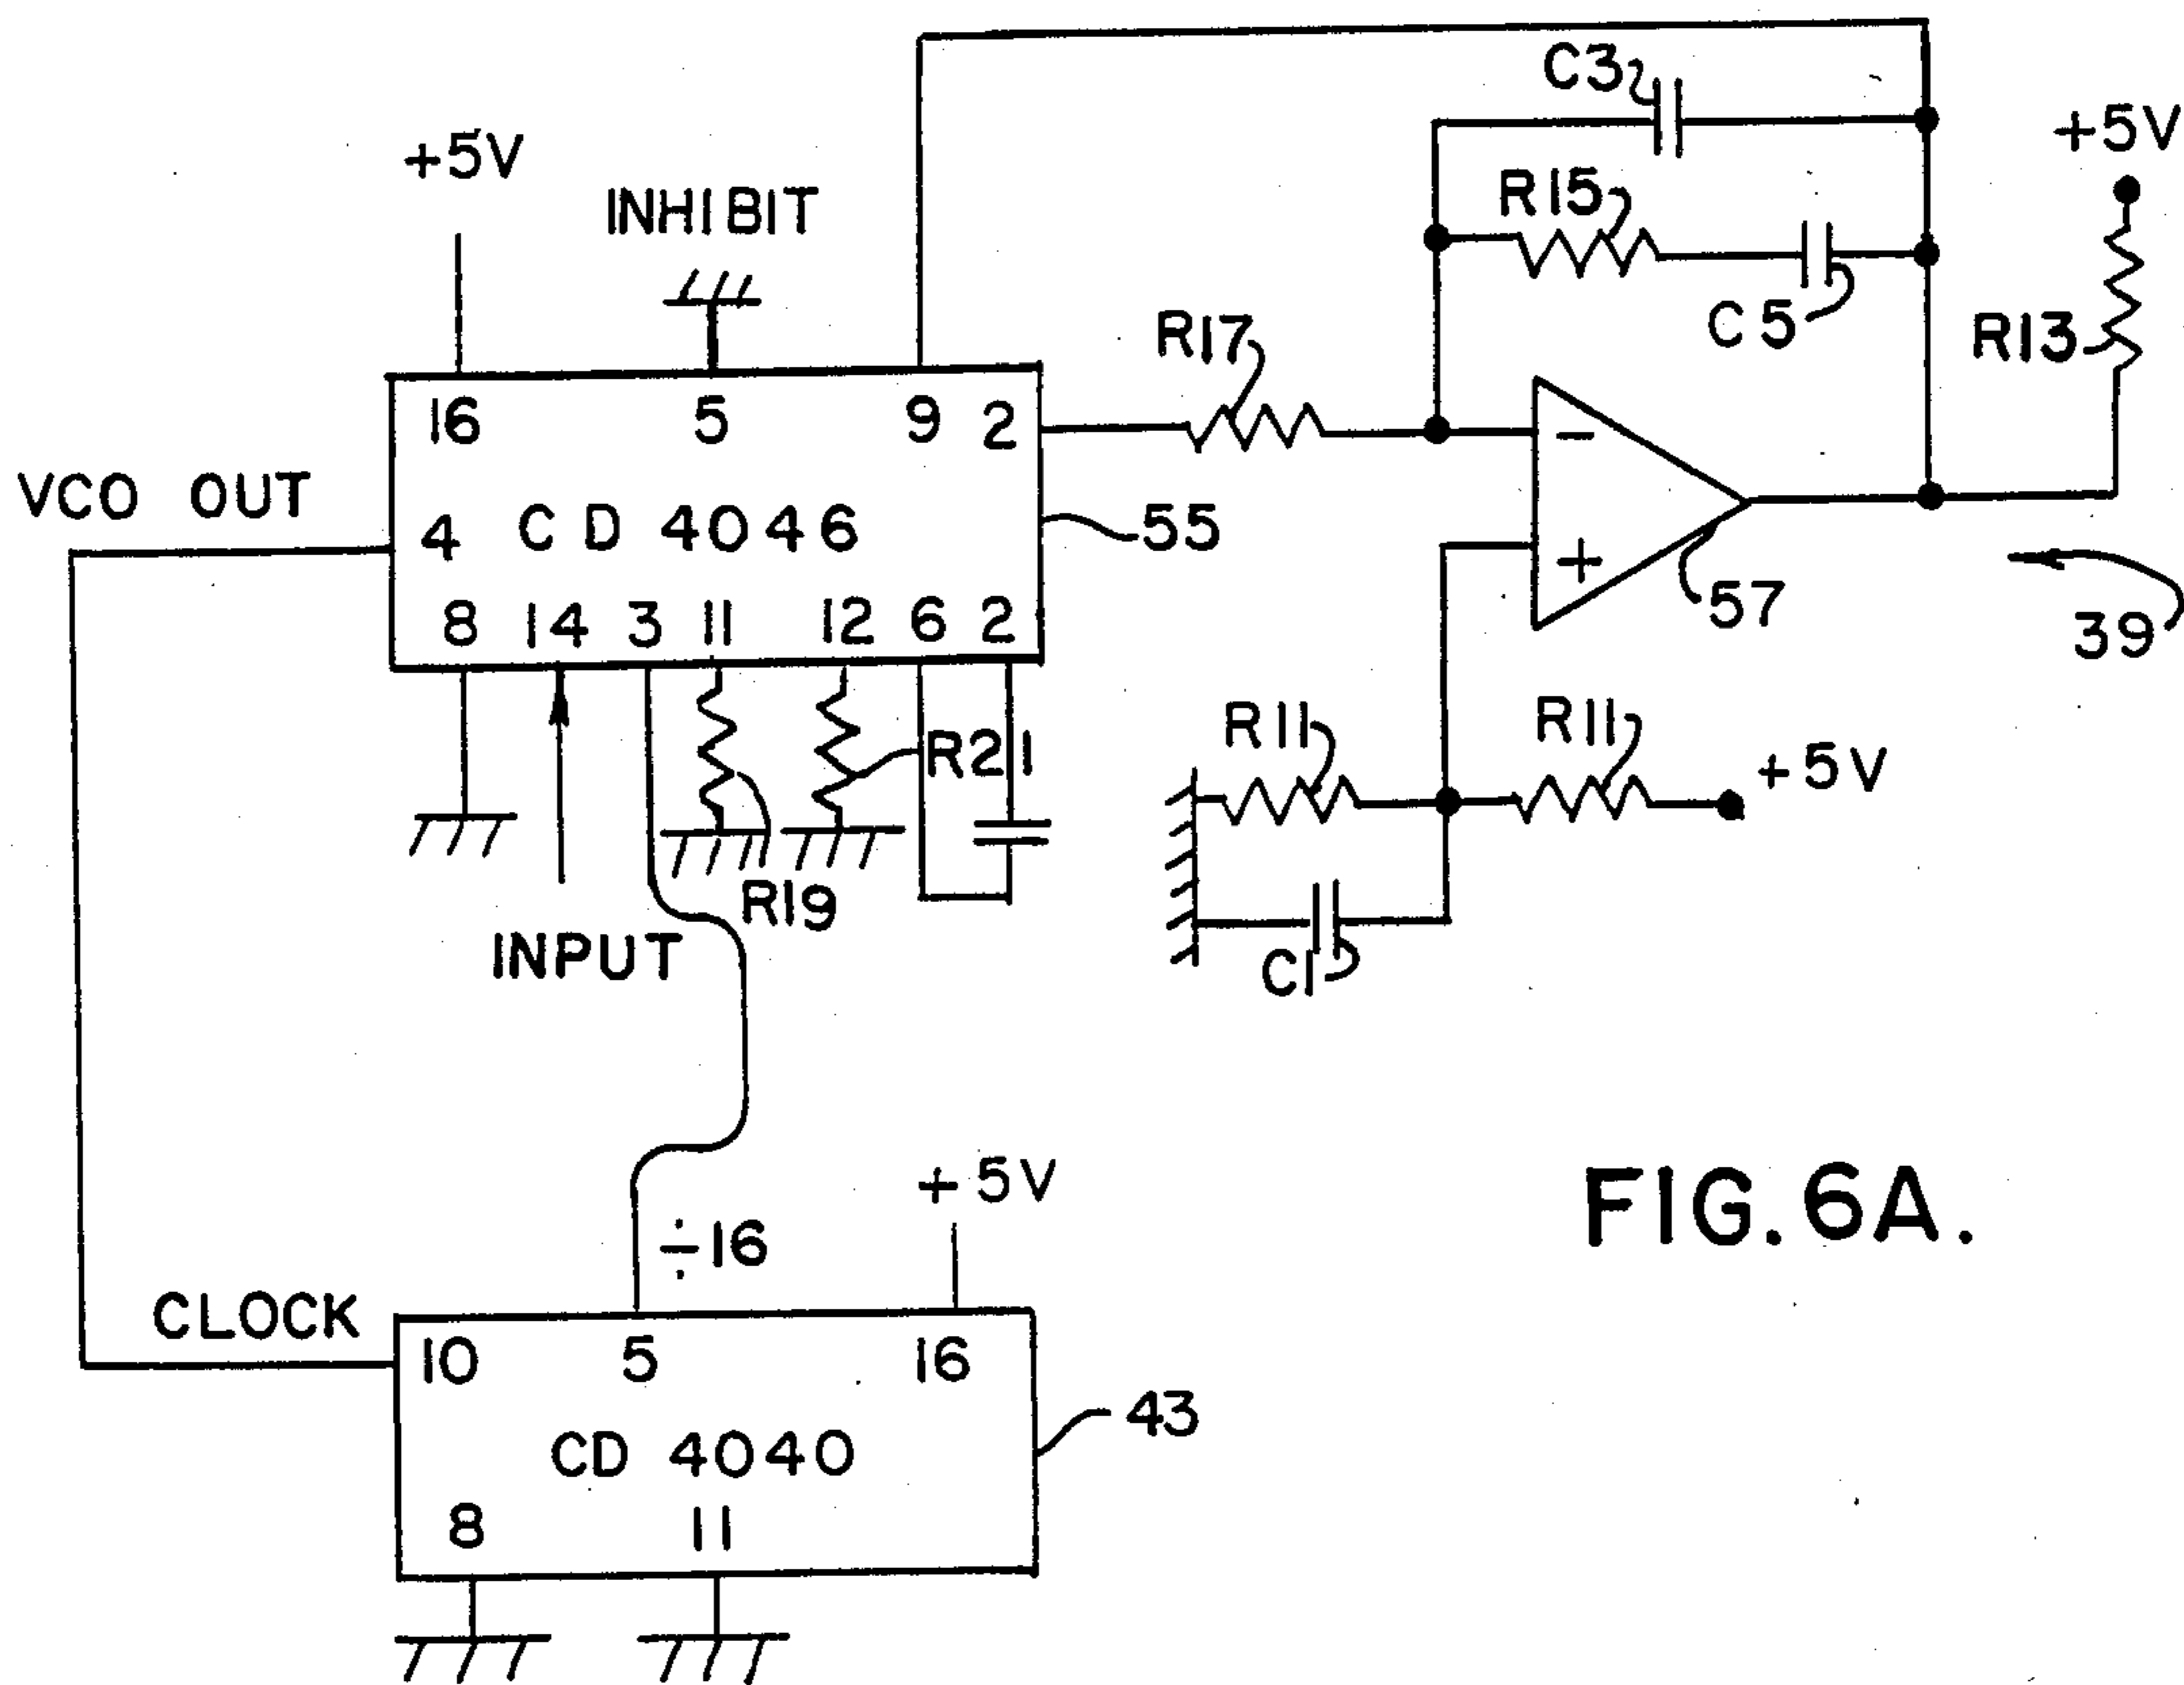 C3
+5V
+5V
INHIBIT
R15
C5
R13
R17
16 5 9 2
VCO OUT
4 CD 4046
55
- 
+
57
39
8 14 3 11 12 6 2
R11
R11
R21
+5V
R19
INPUT
C1
+5V
÷16
FIG. 6A.
CLOCK
10 5 16
43
CD 4040
8 11